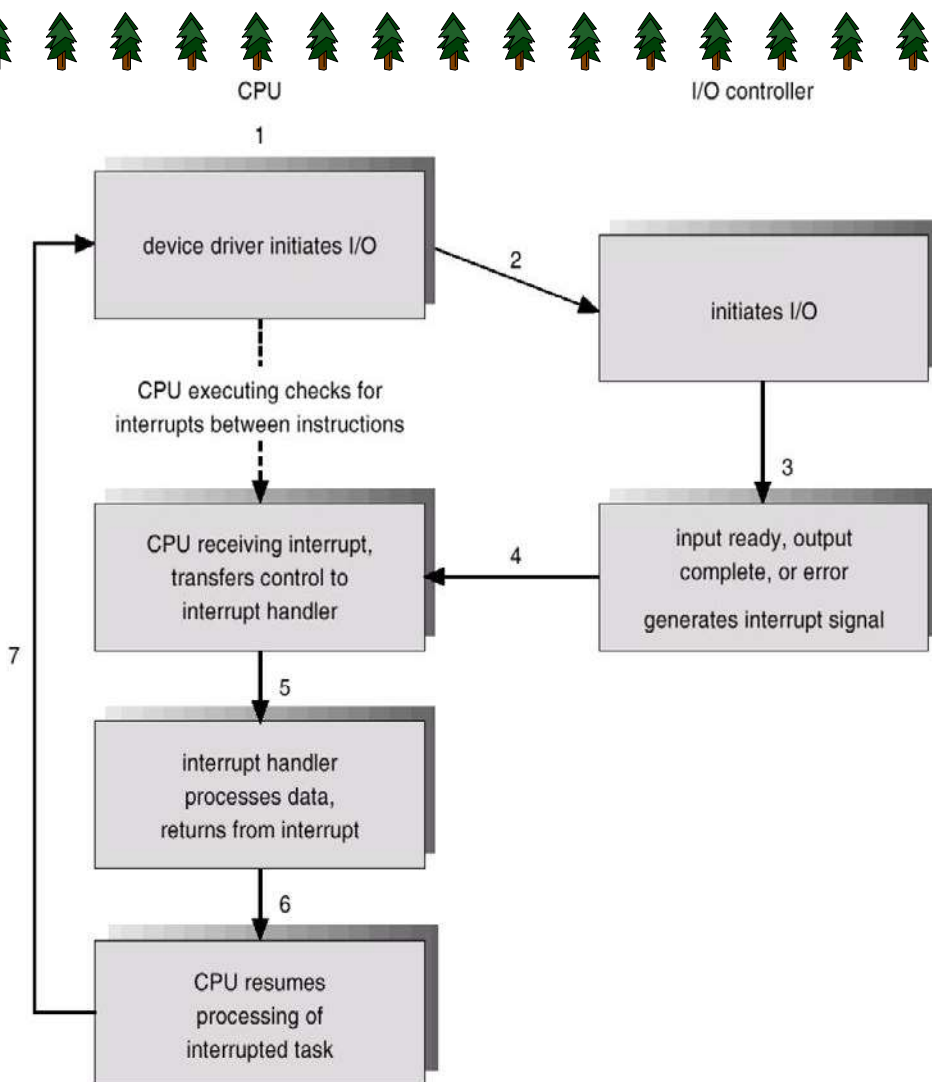 CPU
I/O controller
1
device driver initiates I/O
2
initiates I/O
CPU executing checks for
interrupts between instructions
3
CPU receiving interrupt,
transfers control to
interrupt handler
4
input ready, output
complete, or error
generates interrupt signal
7
5
interrupt handler
processes data,
returns from interrupt
6
CPU resumes
processing of
interrupted task